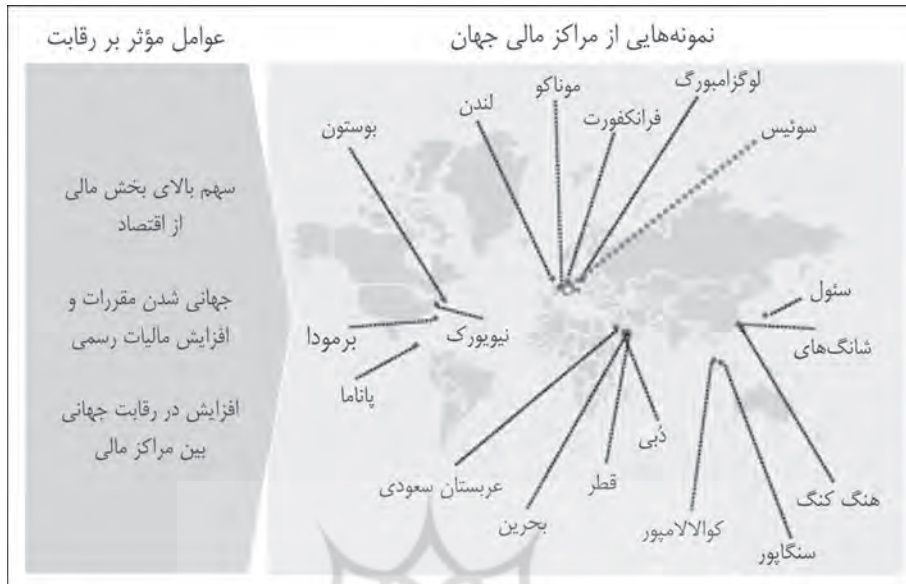 نمونه‌هایی از مراکز مالی جهان
عوامل مؤثر بر رقابت
لوگزامبورگ
موناکو
لندن
فرانکفورت
بوستون
سوئیس
سهم بالای بخش مالی
از اقتصاد
جهانی شدن مقررات و
افزایش مالیات رسمی
افزایش در رقابت جهانی
بین مراکز مالی
سئول
شانگ‌های
نیویورک
برمودا
پاناما
دُبی
قطر
عربستان سعودی
بحرین
هنگ کنگ
کوالالامپور
سنگاپور